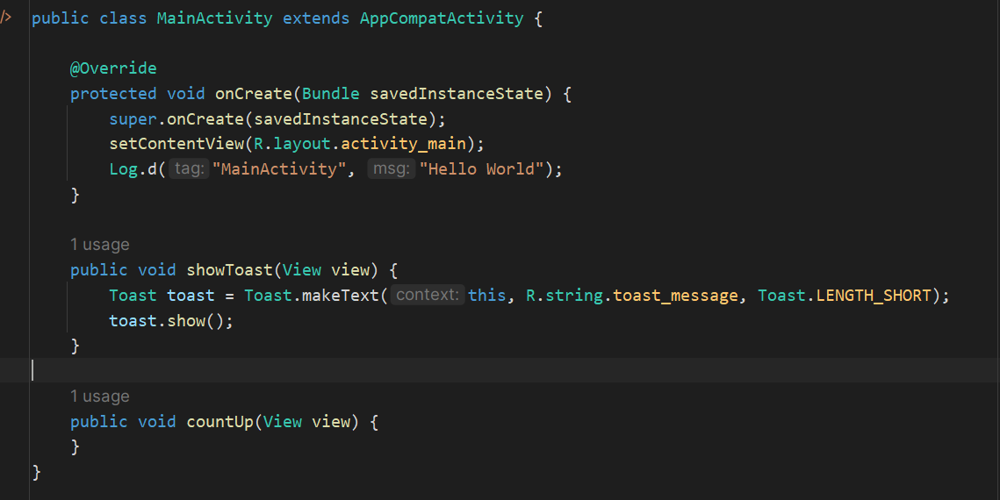 />
public class MainActivity extends AppCompatActivity {
@Override
protected void onCreate(Bundle savedInstanceState) {
super.onCreate(savedInstanceState);
setContentView(R.layout.activity_main);
Log.d( tag: "MainActivity", msg: "Hello World");
}
1 usage
public void showToast(View view) {
Toast toast = Toast.makeText( context: this, R.string.toast_message, Toast.LENGTH_SHORT);
toast.show();
}
1 usage
public void countUp(View view) {
}
}